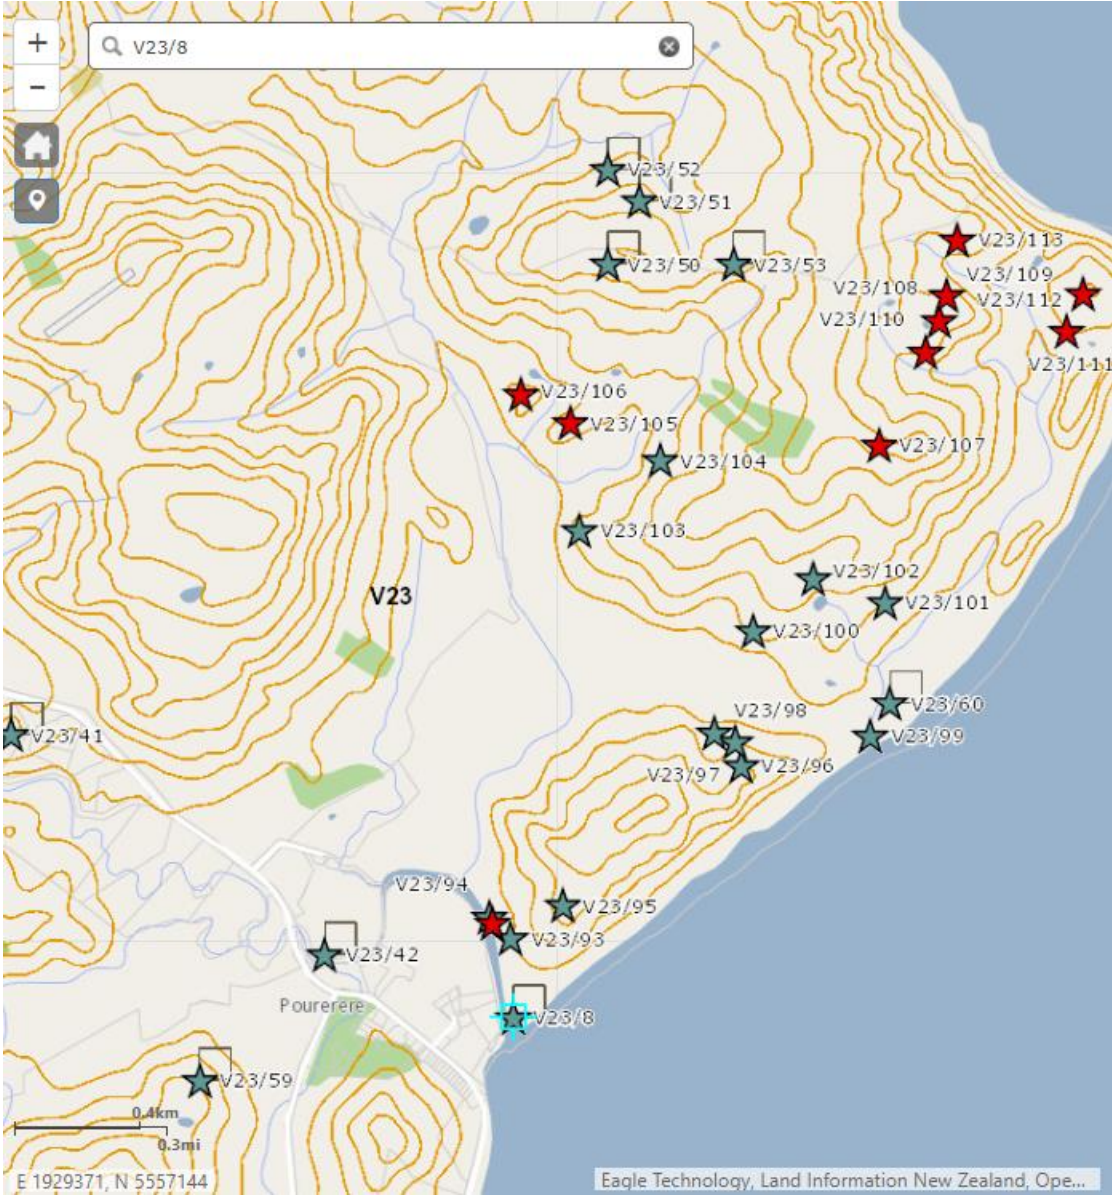 +
V23/8
−
V23/52
V23/51
V23/50
V23/53
V23/113
V23/109
V23/108
V23/112
V23/110
V23/111
V23/106
V23/105
V23/107
V23/104
V23/103
V23/102
V23
V23/101
V23/100
V23/60
V23/98
V23/41
V23/99
V23/96
V23/97
V23/94
V23/95
V23/93
V23/42
Pourerere
V23/8
V23/59
0.4km
0.3mi
E 1929371, N 5557144
Eagle Technology, Land Information New Zealand, Ope...